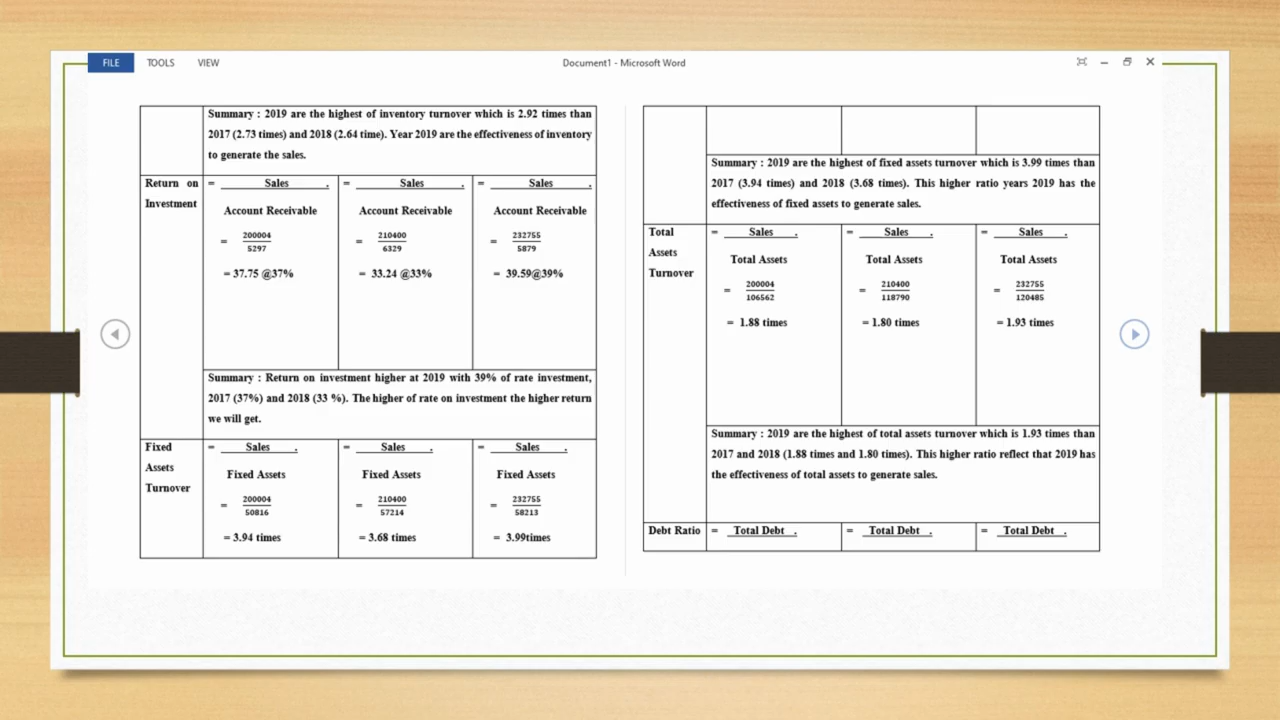 FILE TOOLS VIEW Document1 - Microsoft Word
Summary : 2019 are the highest of inventory turnover which is 2.92 times than
2017 (2.73 times) and 2018 (2.64 time). Year 2019 are the effectiveness of inventory
to generate the sales.
Return on
Investment
= Sales .
Account Receivable
= 200004
5297
= 37.75 @37%
= Sales .
Account Receivable
= 210400
6329
= 33.24 @33%
= Sales .
Account Receivable
= 232755
5879
= 39.59@39%
Summary : Return on investment higher at 2019 with 39% of rate investment,
2017 (37%) and 2018 (33 %). The higher of rate on investment the higher return
we will get.
Fixed
Assets
Turnover
= Sales .
Fixed Assets
= 200004
50816
= 3.94 times
= Sales .
Fixed Assets
= 210400
57214
= 3.68 times
= Sales .
Fixed Assets
= 232755
58213
= 3.99times
Summary : 2019 are the highest of fixed assets turnover which is 3.99 times than
2017 (3.94 times) and 2018 (3.68 times). This higher ratio years 2019 has the
effectiveness of fixed assets to generate sales.
Total
Assets
Turnover
= Sales .
Total Assets
= 200004
106562
= 1.88 times
= Sales .
Total Assets
= 210400
118790
= 1.80 times
= Sales .
Total Assets
= 232755
120485
= 1.93 times
Summary : 2019 are the highest of total assets turnover which is 1.93 times than
2017 and 2018 (1.88 times and 1.80 times). This higher ratio reflect that 2019 has
the effectiveness of total assets to generate sales.
Debt Ratio
= Total Debt .
= Total Debt .
= Total Debt .